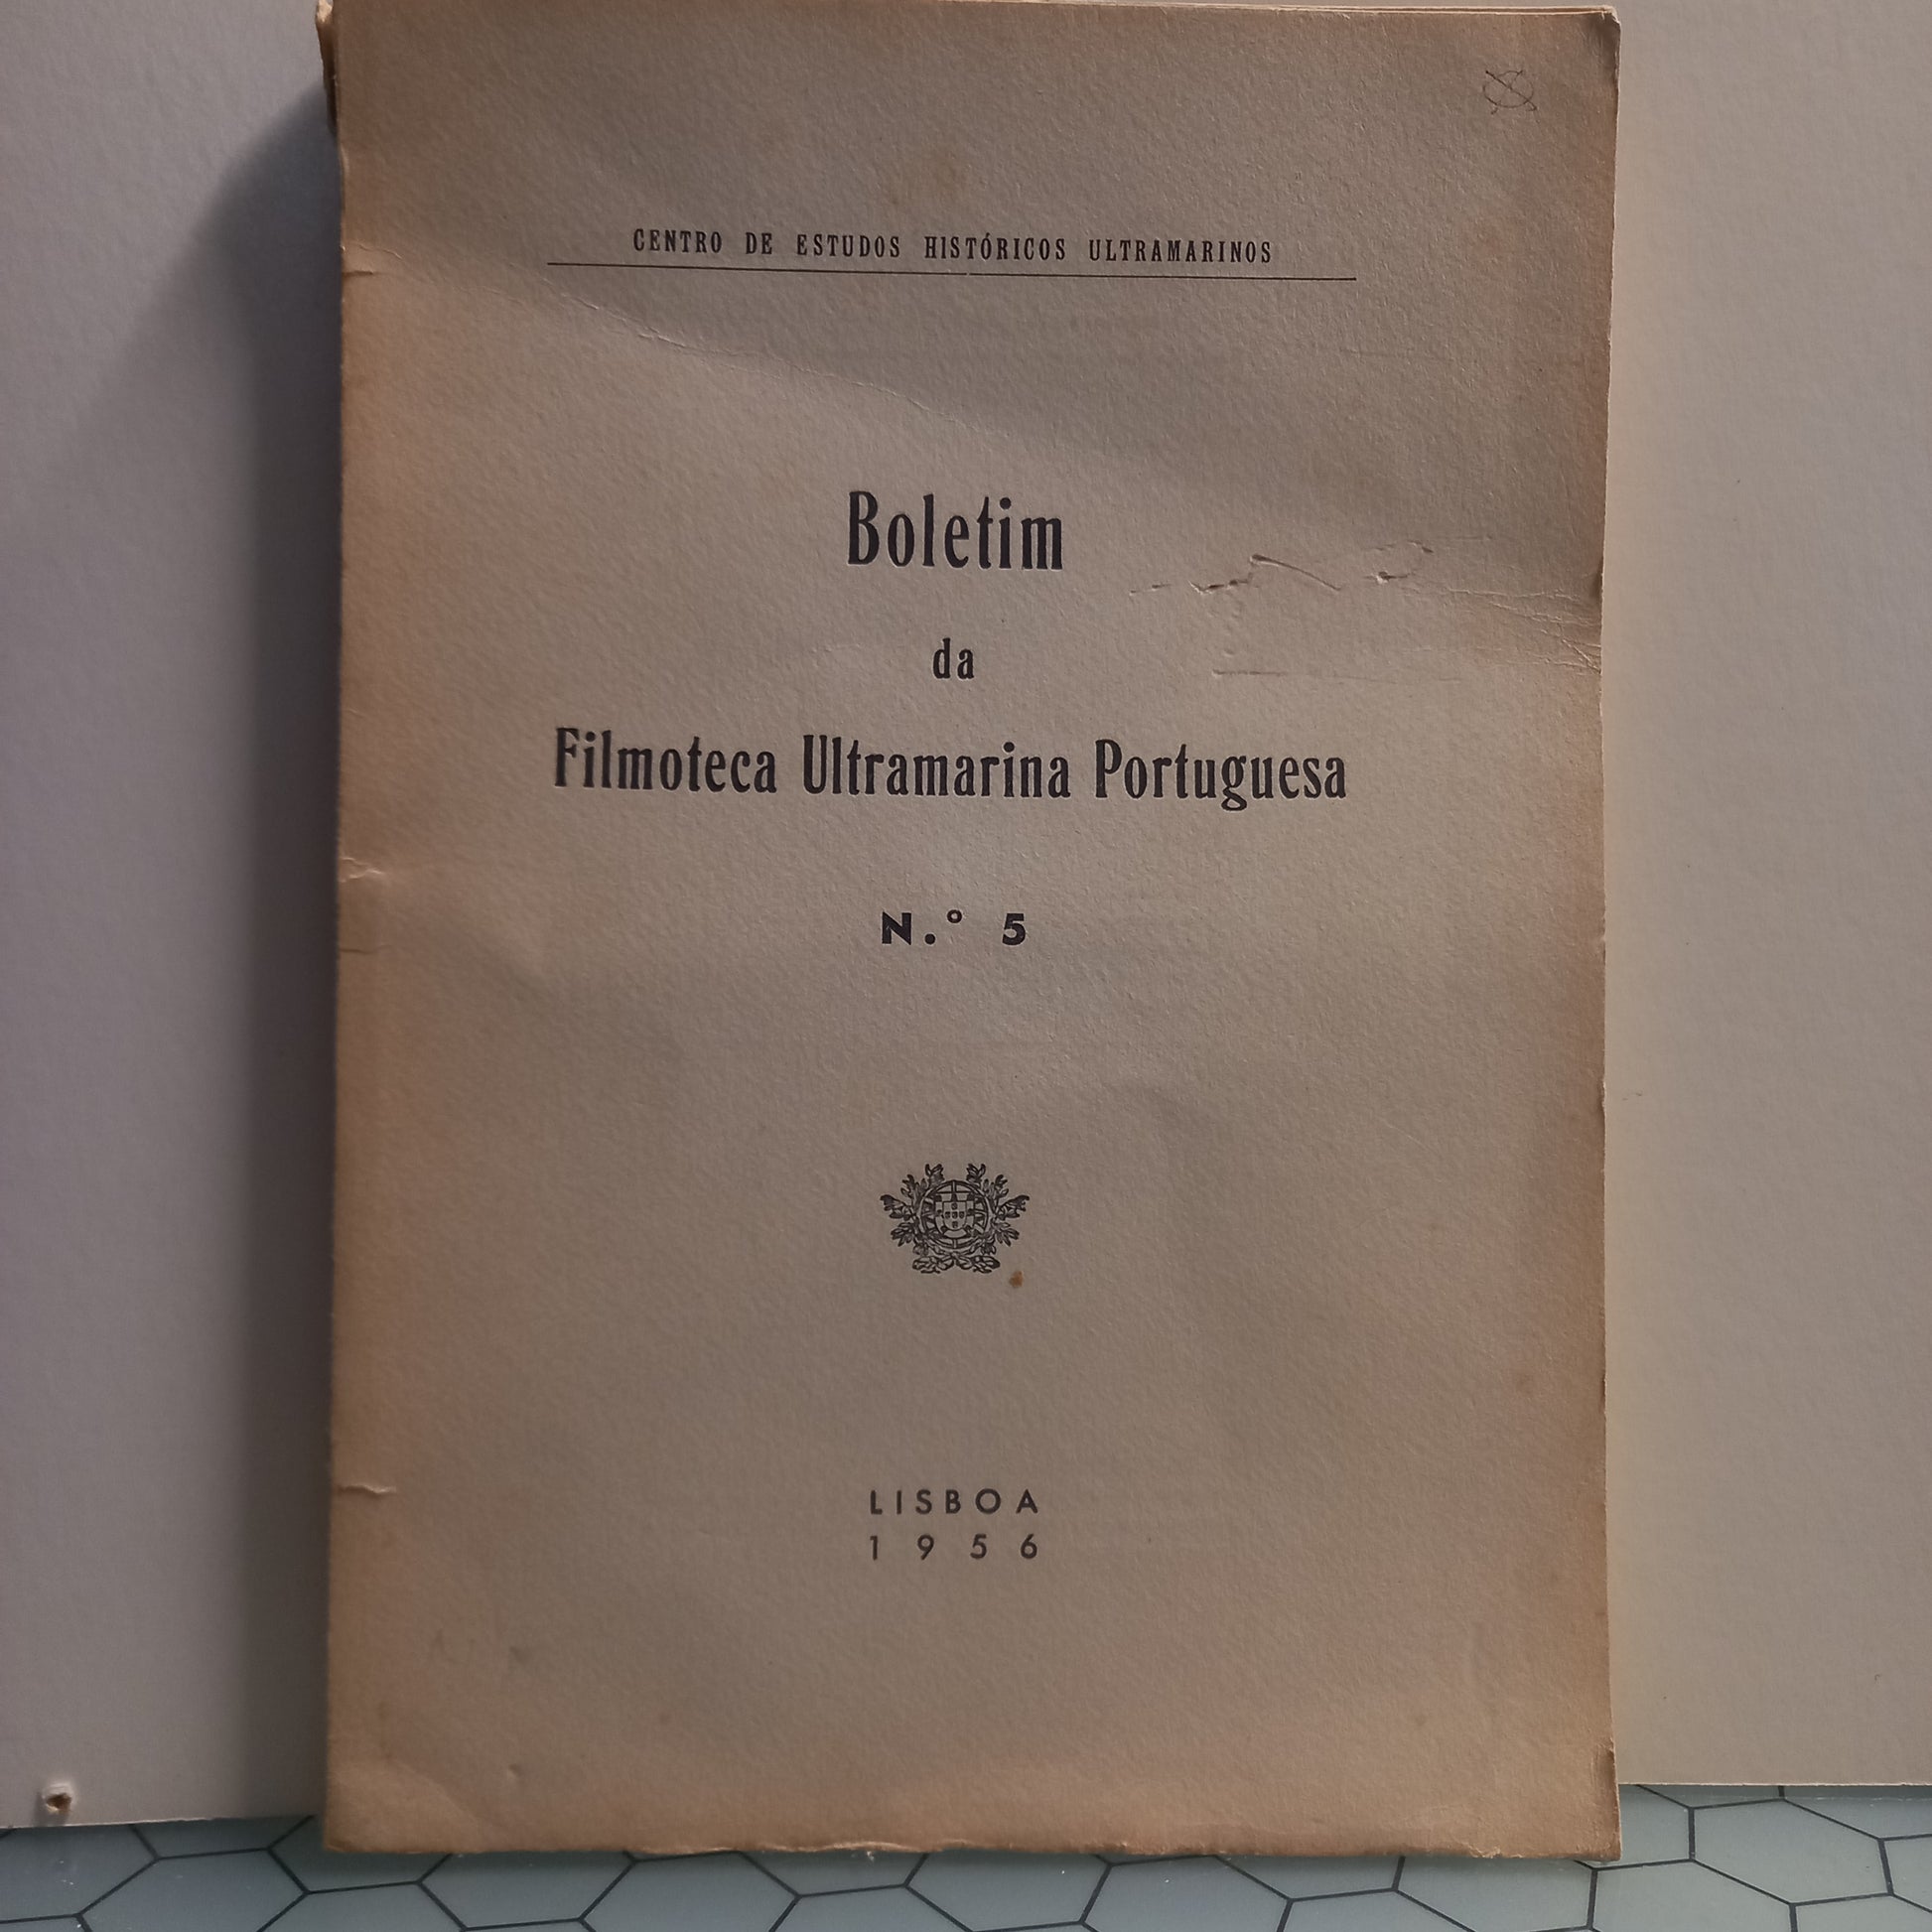 CENTRO DE ESTUDOS HISTÓRICOS ULTRAMARINOS
Boletim
da
Filmoteca Ultramarina Portuguesa
N.º 5
LISBOA
1956